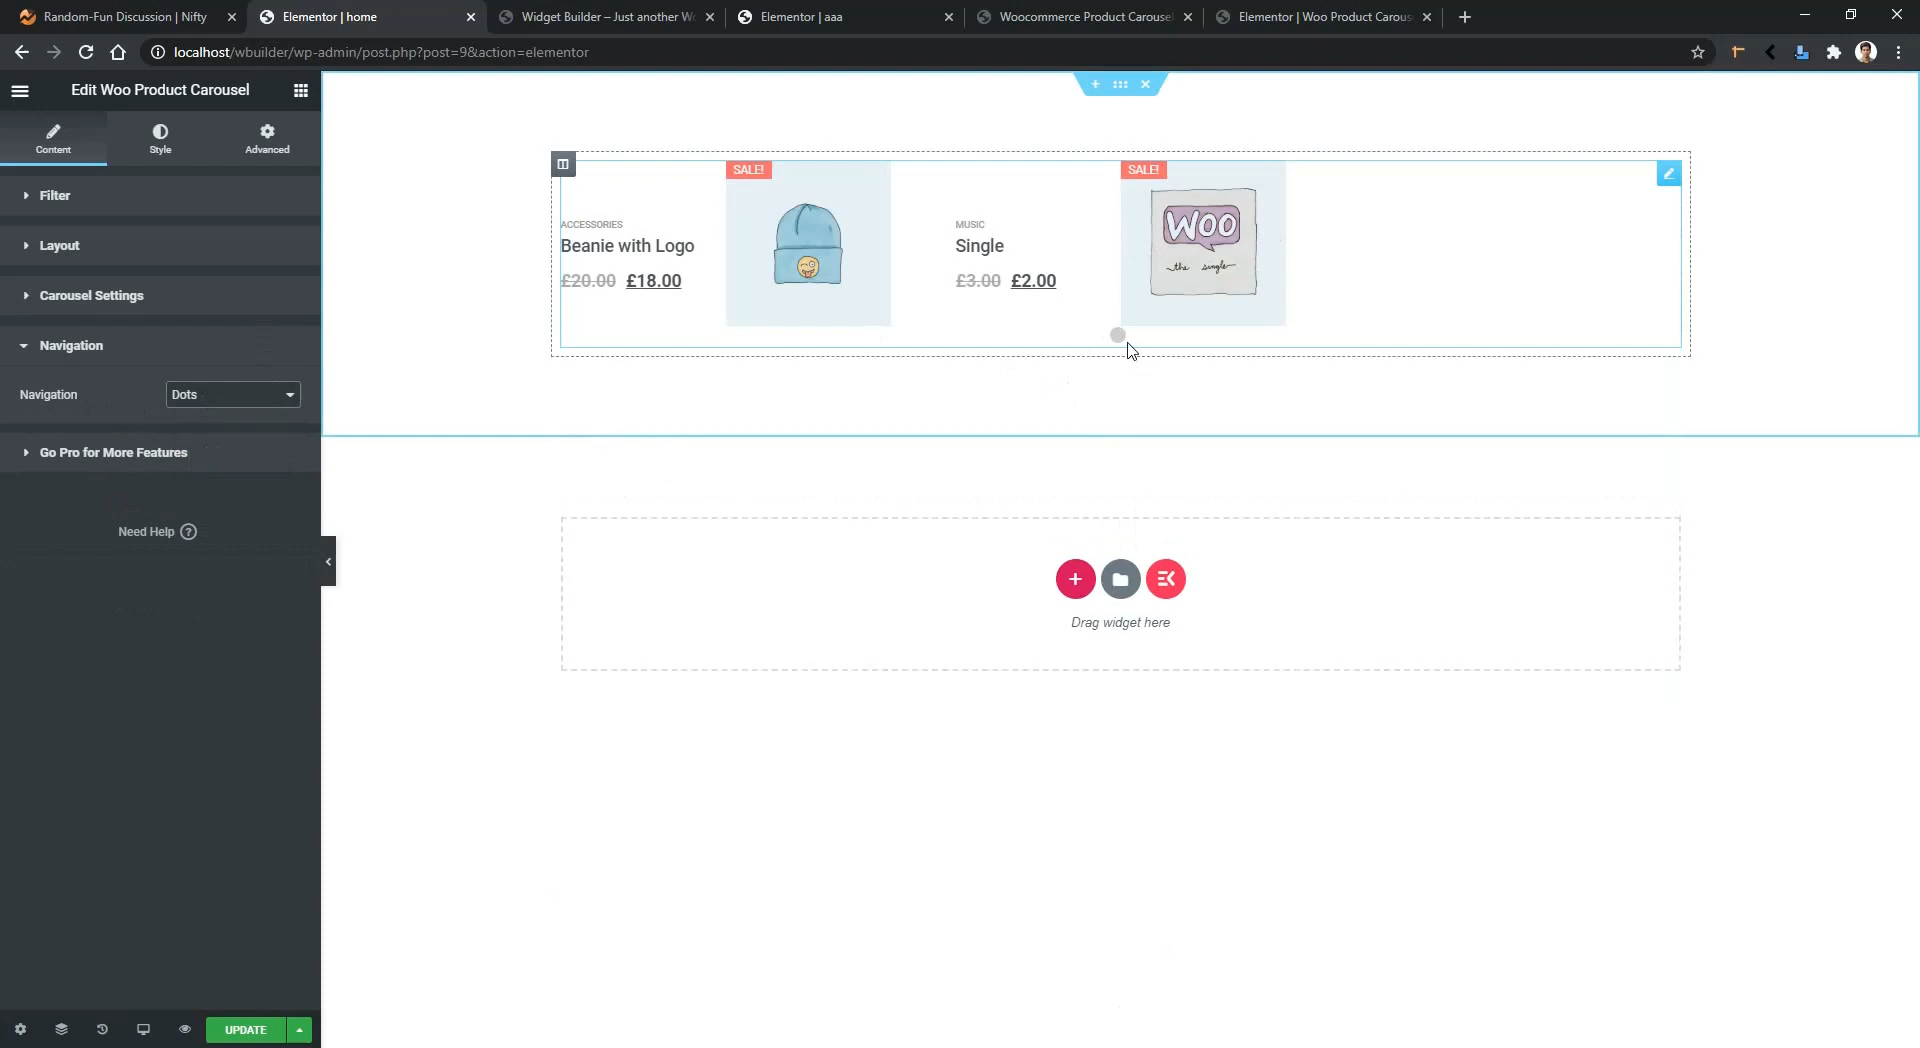 Random-Fun Discussion | Nifty
Elementor | home
Widget Builder – Just another W
Elementor | aaa
Woocommerce Product Carousel
Elementor | Woo Product Carous
localhost/wbuilder/wp-admin/post.php?post=9&action=elementor
Edit Woo Product Carousel
Content
Style
Advanced
Filter
Layout
Carousel Settings
Navigation
Navigation
Dots
Go Pro for More Features
Need Help ?
UPDATE
SALE!
ACCESSORIES
Beanie with Logo
£20.00 £18.00
SALE!
MUSIC
Single
£3.00 £2.00
WOO
the single
Drag widget here